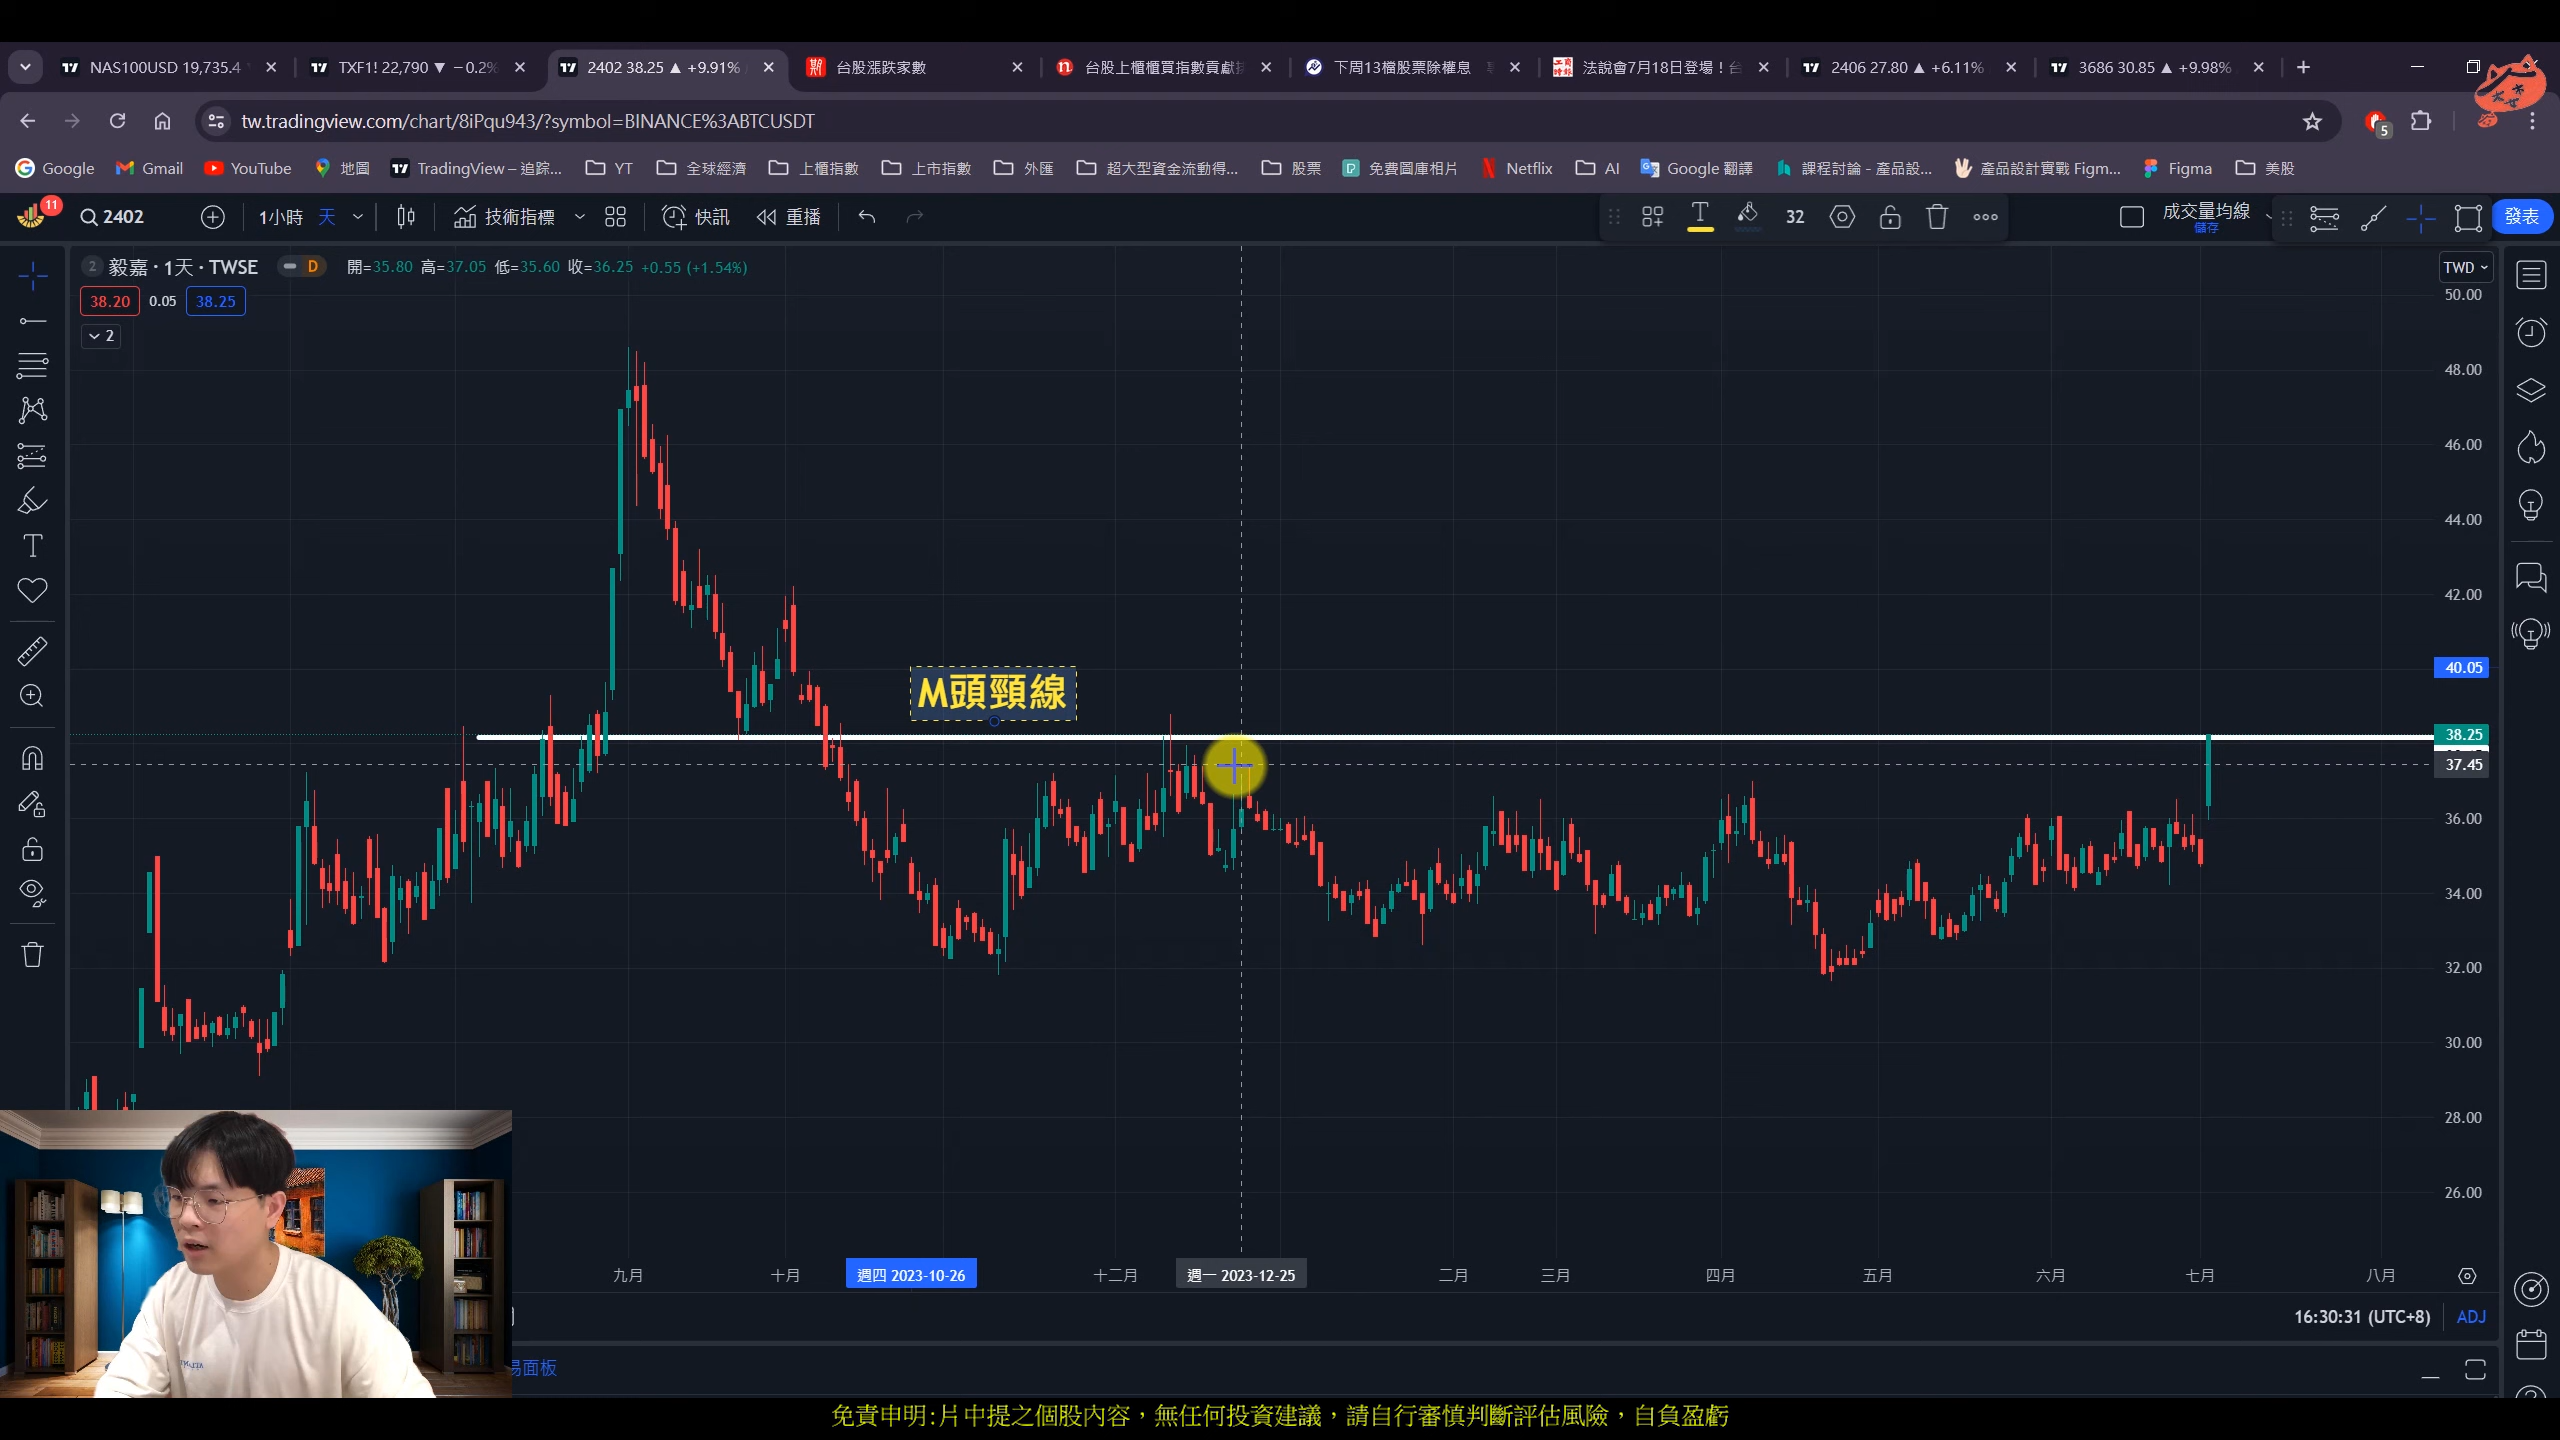 NAS100USD 19,735.4
TXF1! 22,790 ▼ −0.2%
2402 38.25 ▲ +9.91%
台股漲跌家數
台股上櫃櫃買指數貢獻
下周13檔股票除權息
法說會7月18日登場！台
2406 27.80 ▲ +6.11%
3686 30.85 ▲ +9.98%
tw.tradingview.com/chart/8iPqu943/?symbol=BINANCE%3ABTCUSDT
5
Google
Gmail
YouTube
地圖
TradingView – 追踪...
YT
全球經濟
上櫃指數
上市指數
外匯
超大型資金流動得...
股票
免費圖庫相片
Netflix
AI
Google 翻譯
課程討論 - 產品設...
產品設計實戰 Figm...
Figma
美股
11
2402
1小時
天
技術指標
快訊
重播
32
成交量均線
儲存
發表
2 毅嘉 · 1天 · TWSE D 開=35.80 高=37.05 低=35.60 收=36.25 +0.55 (+1.54%)
38.20 0.05 38.25
2
TWD
50.00
48.00
46.00
44.00
42.00
40.05
38.25
37.45
36.00
34.00
32.00
30.00
28.00
26.00
M頭頸線
九月
十月
週四 2023-10-26
十二月
週一 2023-12-25
二月
三月
四月
五月
六月
七月
八月
16:30:31 (UTC+8)
ADJ
易面板
免責申明:片中提之個股內容，無任何投資建議，請自行審慎判斷評估風險，自負盈虧